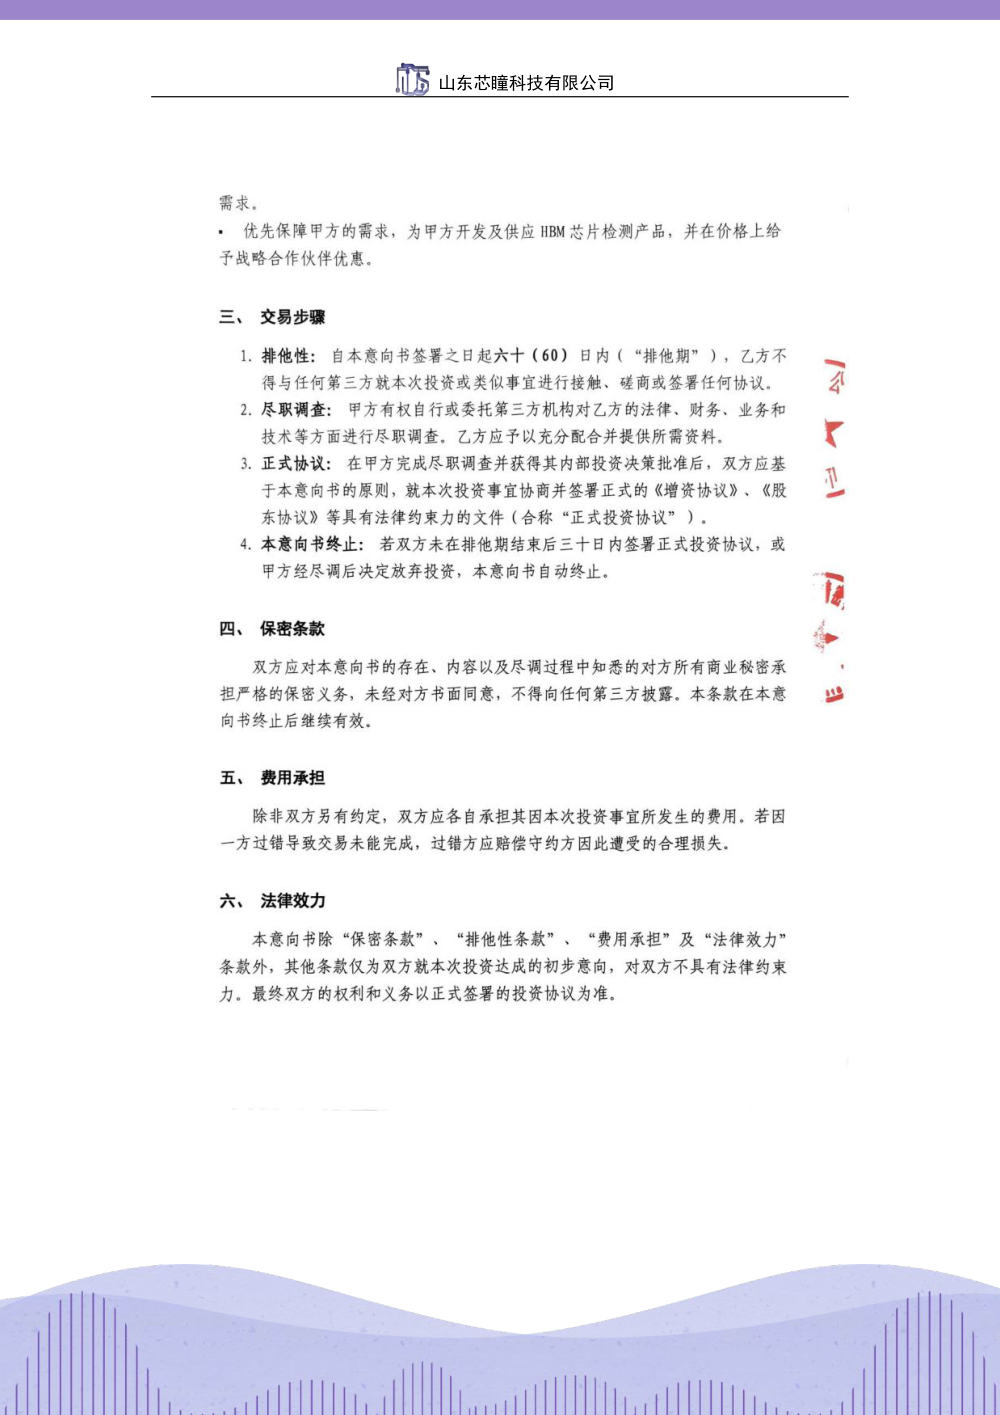 山东芯瞳科技有限公司
需求。
▪ 优先保障甲方的需求，为甲方开发及供应 HBM 芯片检测产品，并在价格上给
予战略合作伙伴优惠。
三、 交易步骤
1. 排他性： 自本意向书签署之日起六十（60）日内（“排他期”），乙方不
得与任何第三方就本次投资或类似事宜进行接触、磋商或签署任何协议。
2. 尽职调查： 甲方有权自行或委托第三方机构对乙方的法律、财务、业务和
技术等方面进行尽职调查。乙方应予以充分配合并提供所需资料。
3. 正式协议： 在甲方完成尽职调查并获得其内部投资决策批准后，双方应基
于本意向书的原则，就本次投资事宜协商并签署正式的《增资协议》、《股
东协议》等具有法律约束力的文件（合称“正式投资协议”）。
4. 本意向书终止： 若双方未在排他期结束后三十日内签署正式投资协议，或
甲方经尽调后决定放弃投资，本意向书自动终止。
四、 保密条款
双方应对本意向书的存在、内容以及尽调过程中知悉的对方所有商业秘密承
担严格的保密义务，未经对方书面同意，不得向任何第三方披露。本条款在本意
向书终止后继续有效。
五、 费用承担
除非双方另有约定，双方应各自承担其因本次投资事宜所发生的费用。若因
一方过错导致交易未能完成，过错方应赔偿守约方因此遭受的合理损失。
六、 法律效力
本意向书除“保密条款”、“排他性条款”、“费用承担”及“法律效力”
条款外，其他条款仅为双方就本次投资达成的初步意向，对双方不具有法律约束
力。最终双方的权利和义务以正式签署的投资协议为准。